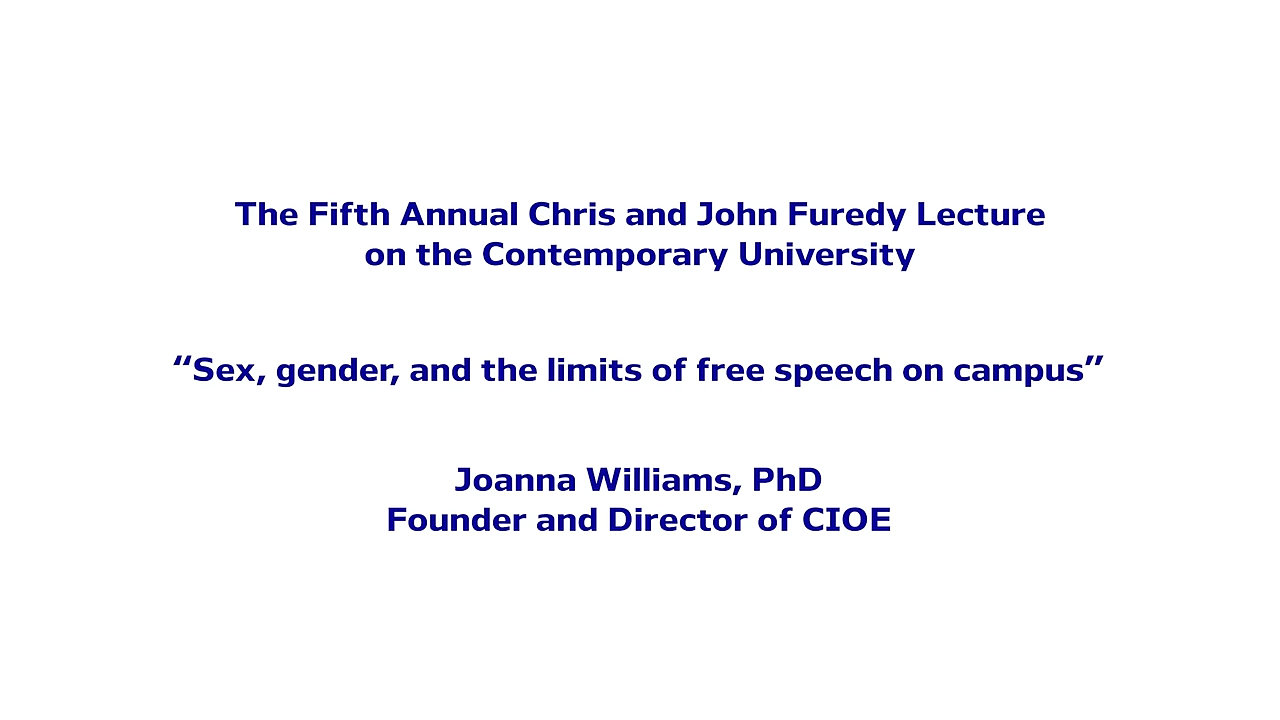 The Fifth Annual Chris and John Furedy Lecture
on the Contemporary University
“Sex, gender, and the limits of free speech on campus”
Joanna Williams, PhD
Founder and Director of CIOE